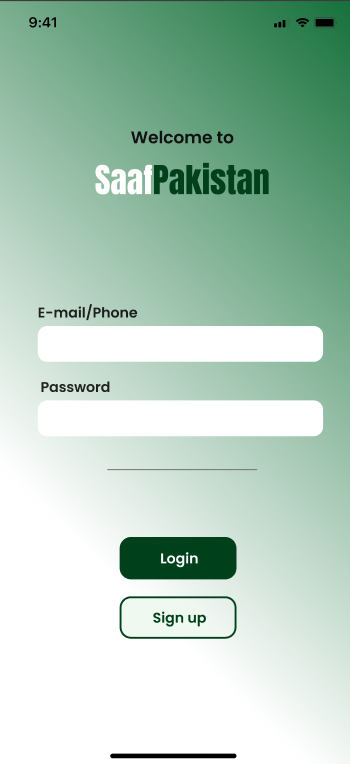 9:41
Welcome to
SaafPakistan
E-mail/Phone
Password
Login
Sign up